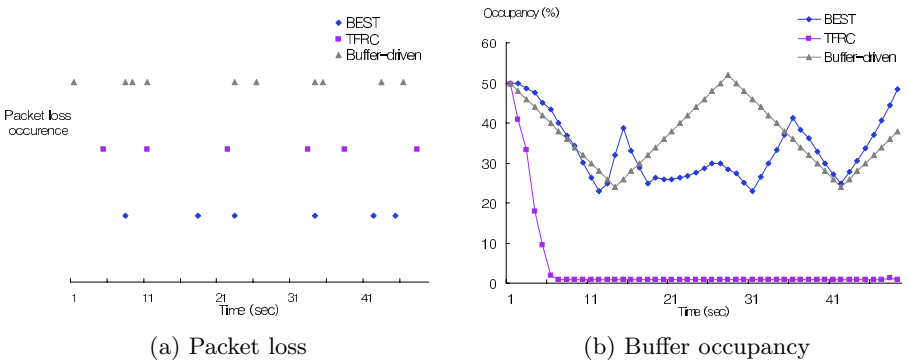 BEST
TFRC
Buffer-driven
Packet loss
occurence
1 11 21 31 41
Time (sec)
(a) Packet loss
Occupancy (%)
BEST
TFRC
Buffer-driven
60
50
40
30
20
10
0
1 11 21 31 41
Time (sec)
(b) Buffer occupancy